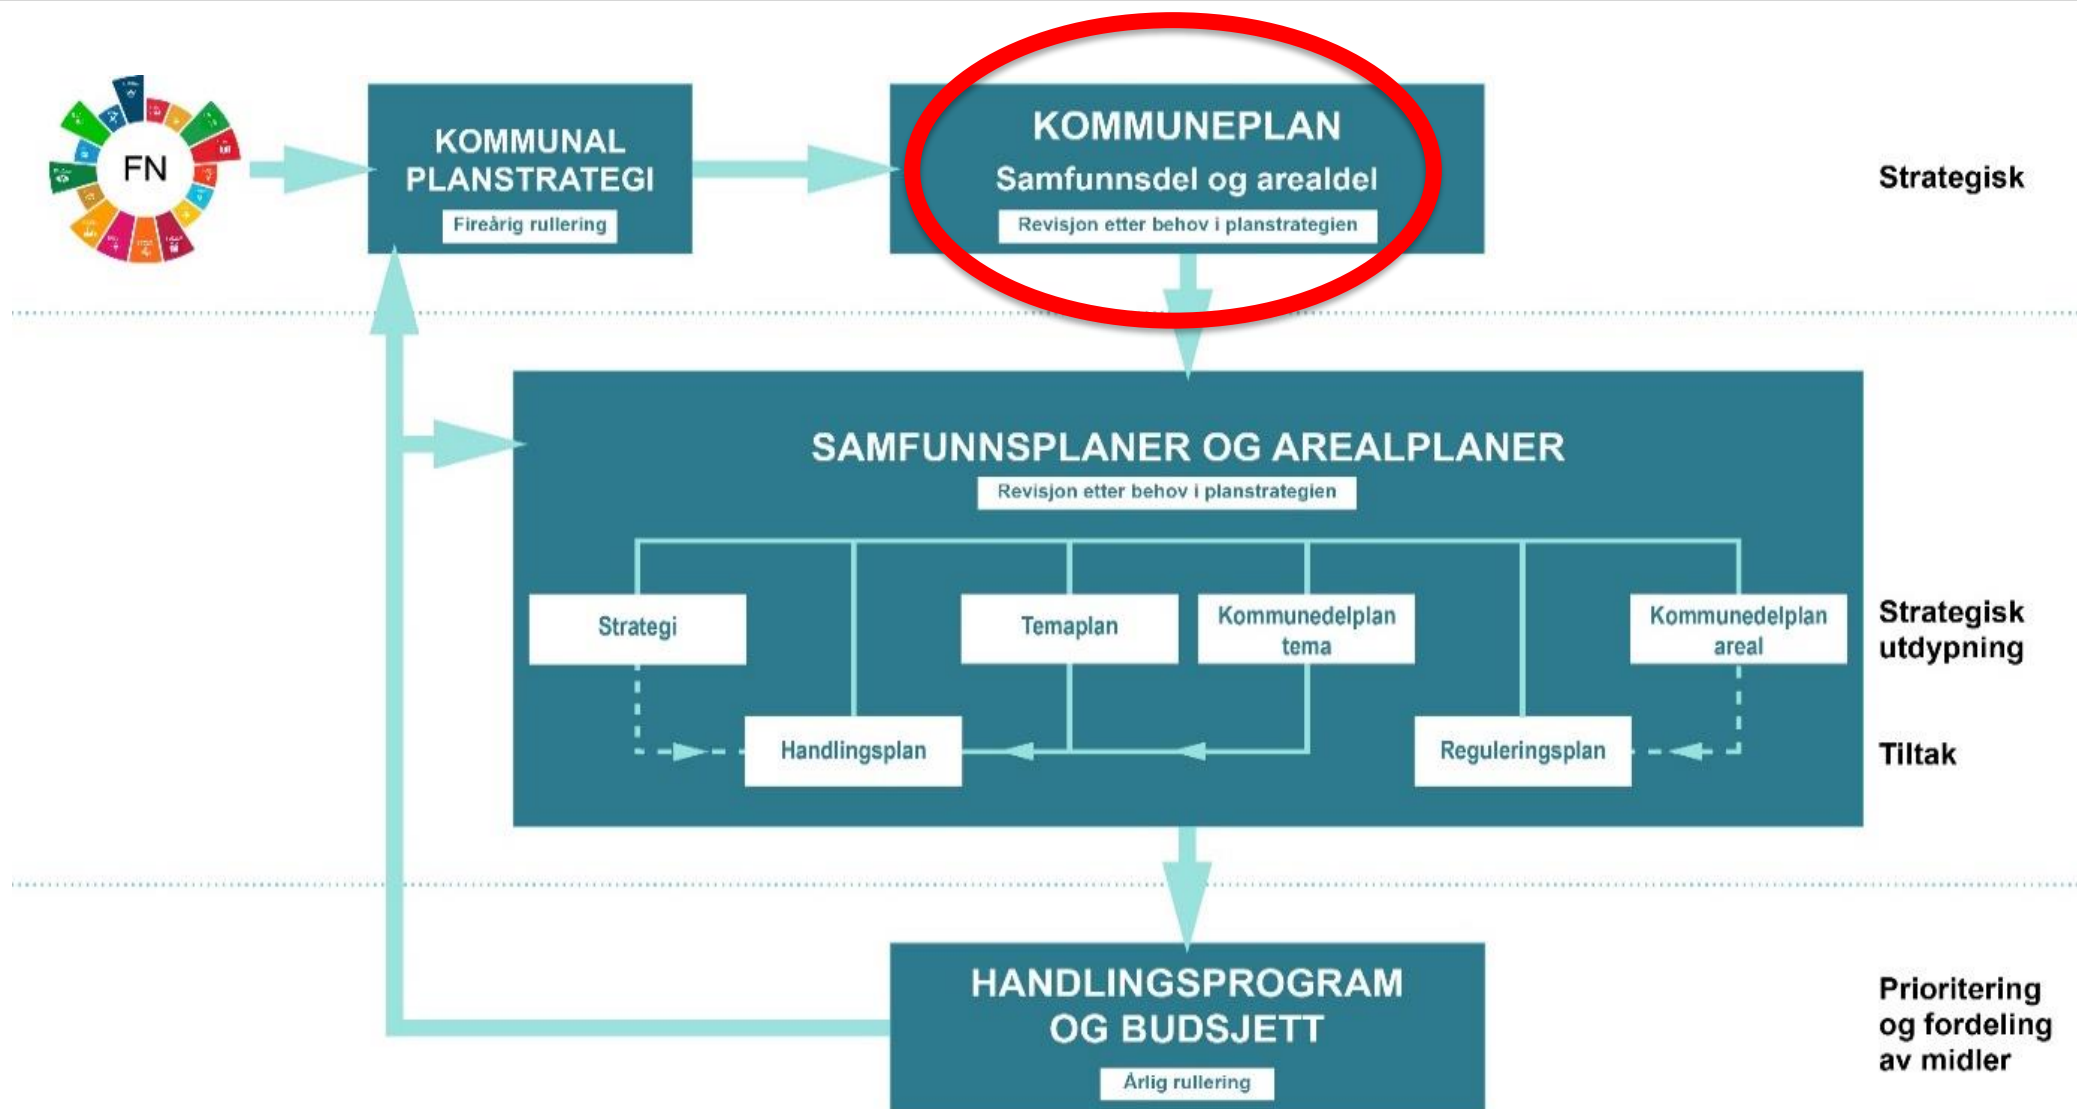 FN
KOMMUNAL
PLANSTRATEGI
Fireårig rullering
KOMMUNEPLAN
Samfunnsdel og arealdel
Revisjon etter behov i planstrategien
Strategisk
SAMFUNNSPLANER OG AREALPLANER
Revisjon etter behov i planstrategien
Strategi
Temaplan
Kommunedelplan
tema
Kommunedelplan
areal
Strategisk
utdypning
Handlingsplan
Reguleringsplan
Tiltak
HANDLINGSPROGRAM
OG BUDSJETT
Årlig rullering
Prioritering
og fordeling
av midler